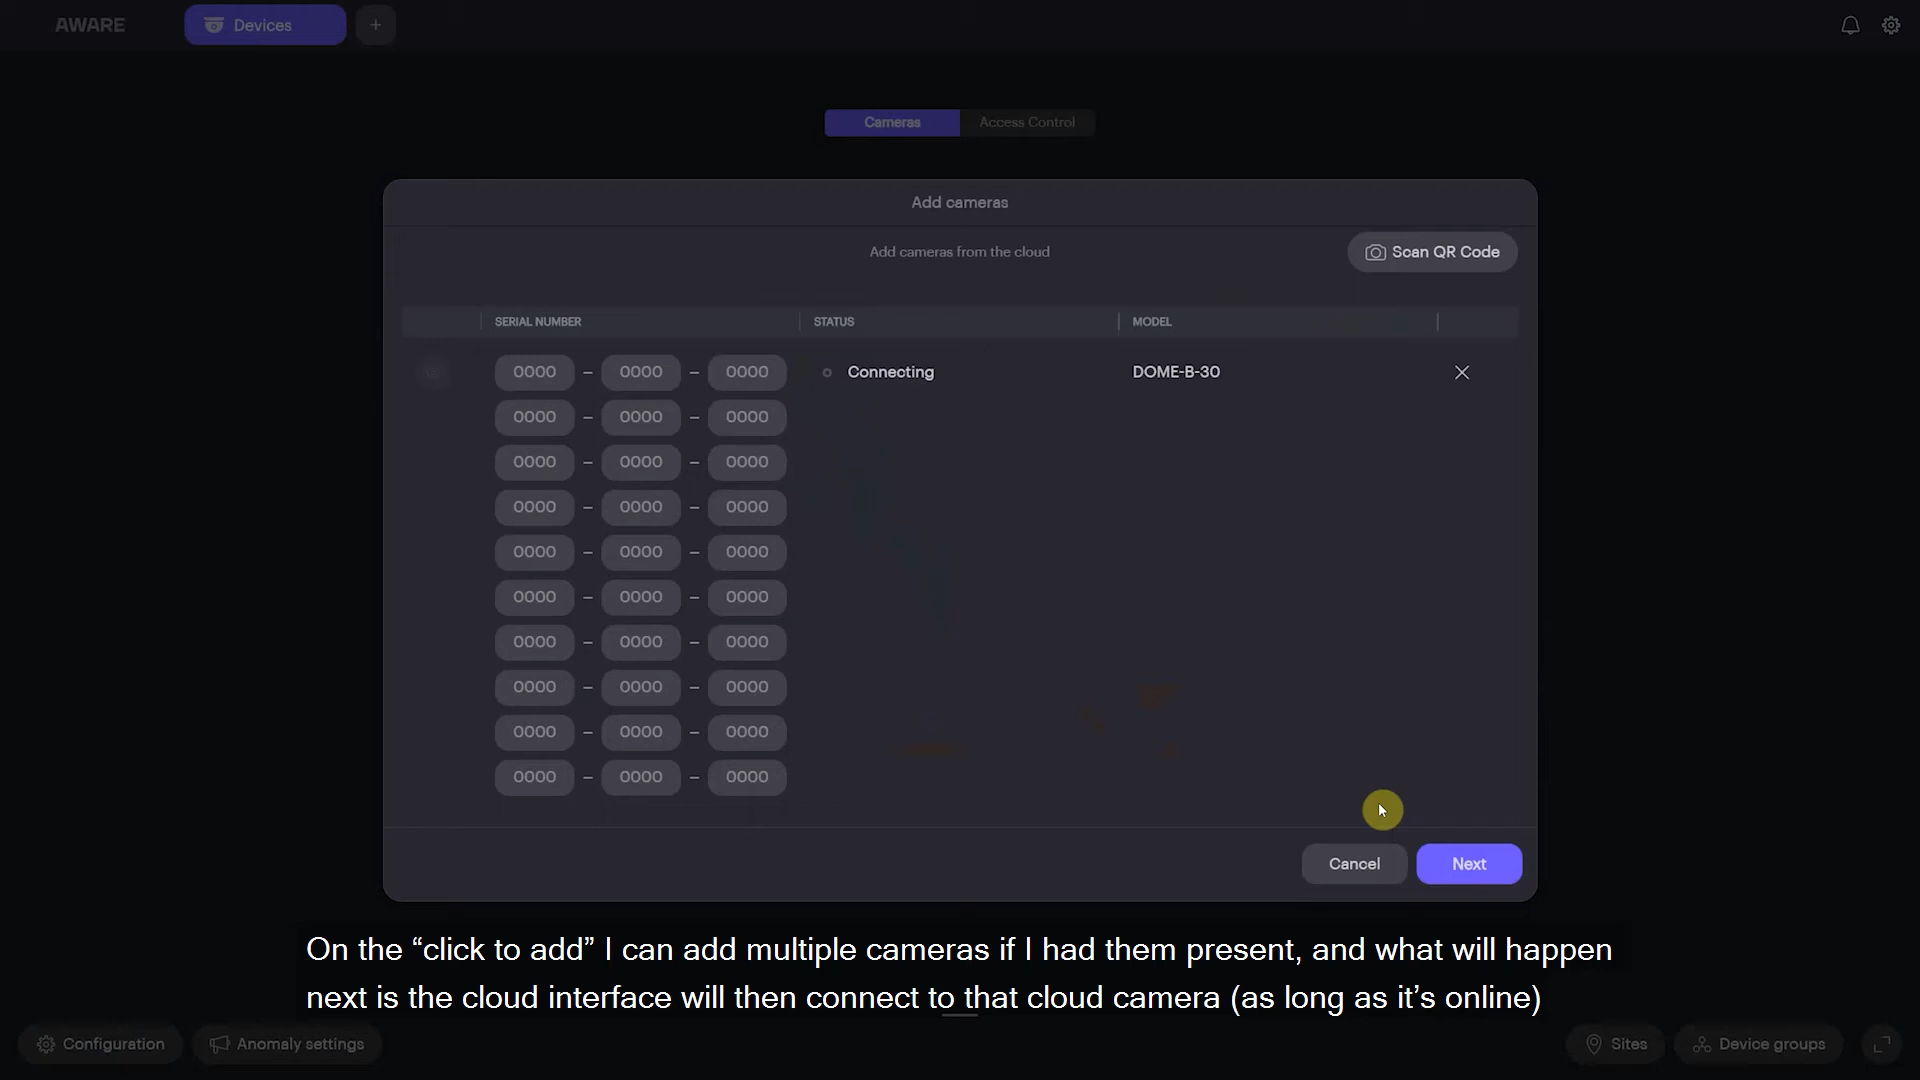 AWARE
Devices
+
Cameras
Access Control
Add cameras
Add cameras from the cloud
Scan QR Code
SERIAL NUMBER
STATUS
MODEL
0000 – 0000 – 0000
Connecting
DOME-B-30
0000 – 0000 – 0000
0000 – 0000 – 0000
0000 – 0000 – 0000
0000 – 0000 – 0000
0000 – 0000 – 0000
0000 – 0000 – 0000
0000 – 0000 – 0000
0000 – 0000 – 0000
0000 – 0000 – 0000
Cancel
Next
On the “click to add” I can add multiple cameras if I had them present, and what will happen
next is the cloud interface will then connect to that cloud camera (as long as it’s online)
Configuration
Anomaly settings
Sites
Device groups